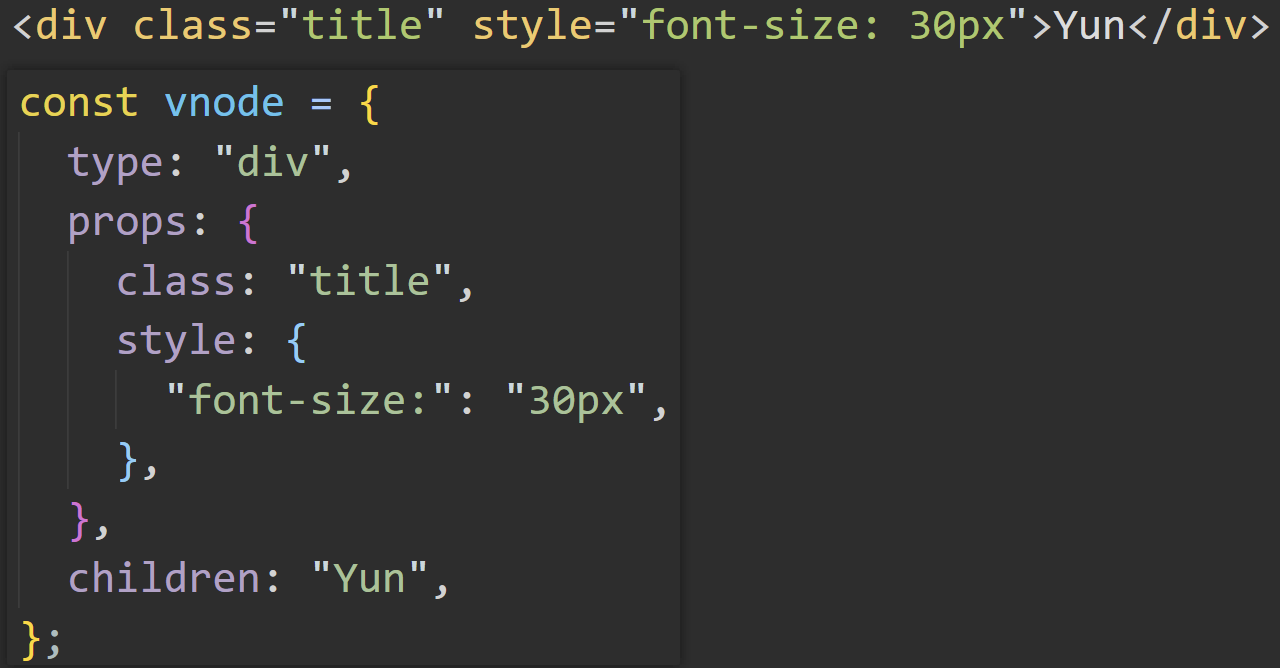 <div class="title" style="font-size: 30px">Yun</div>
const vnode = {
  type: "div",
  props: {
    class: "title",
    style: {
      "font-size:": "30px",
    },
  },
  children: "Yun",
};